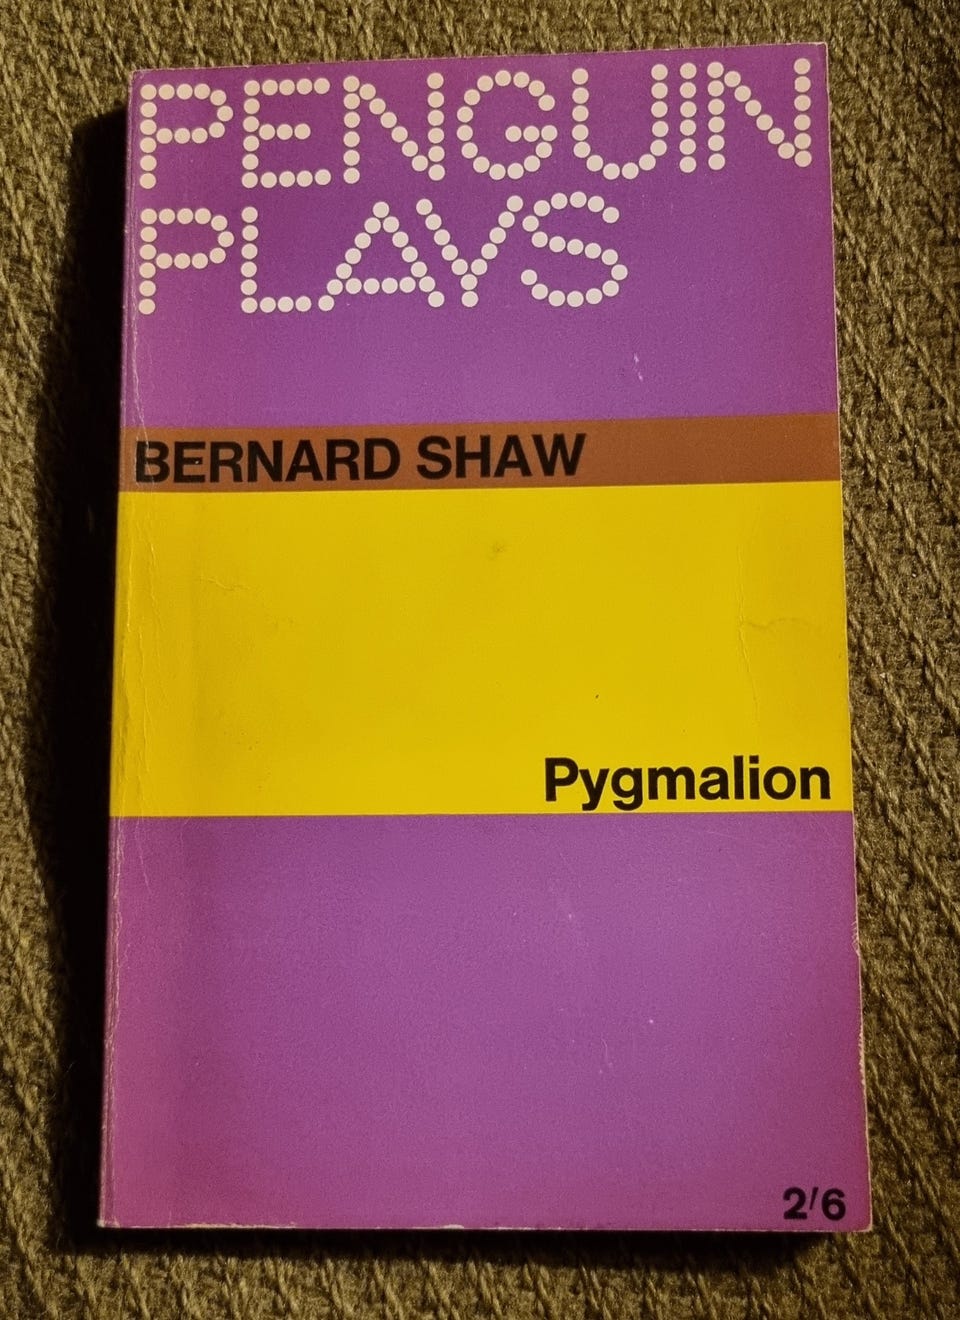 PENGUIN
PLAYS
BERNARD SHAW
Pygmalion
2/6